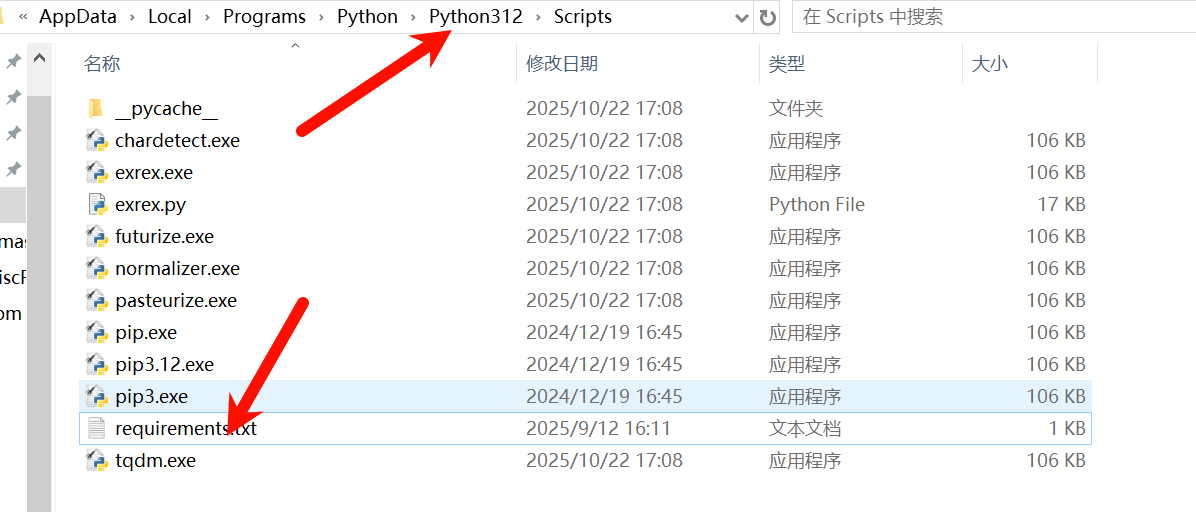 « AppData › Local › Programs › Python › Python312 › Scripts 在 Scripts 中搜索
名称 修改日期 类型 大小
__pycache__ 2025/10/22 17:08 文件夹
chardetect.exe 2025/10/22 17:08 应用程序 106 KB
exrex.exe 2025/10/22 17:08 应用程序 106 KB
exrex.py 2025/10/22 17:08 Python File 17 KB
futurize.exe 2025/10/22 17:08 应用程序 106 KB
normalizer.exe 2025/10/22 17:08 应用程序 106 KB
pasteurize.exe 2025/10/22 17:08 应用程序 106 KB
pip.exe 2024/12/19 16:45 应用程序 106 KB
pip3.12.exe 2024/12/19 16:45 应用程序 106 KB
pip3.exe 2024/12/19 16:45 应用程序 106 KB
requirements.txt 2025/9/12 16:11 文本文档 1 KB
tqdm.exe 2025/10/22 17:08 应用程序 106 KB